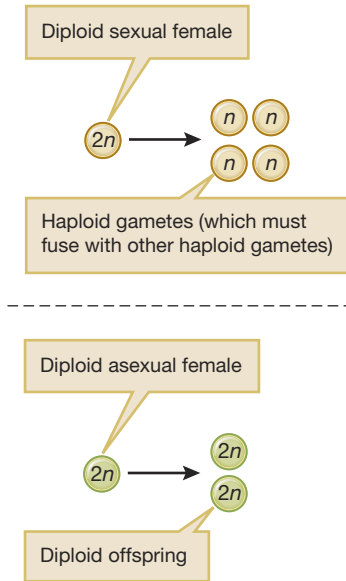 Diploid sexual female
2n
n n
n n
Haploid gametes (which must
fuse with other haploid gametes)
Diploid asexual female
2n
2n
2n
Diploid offspring